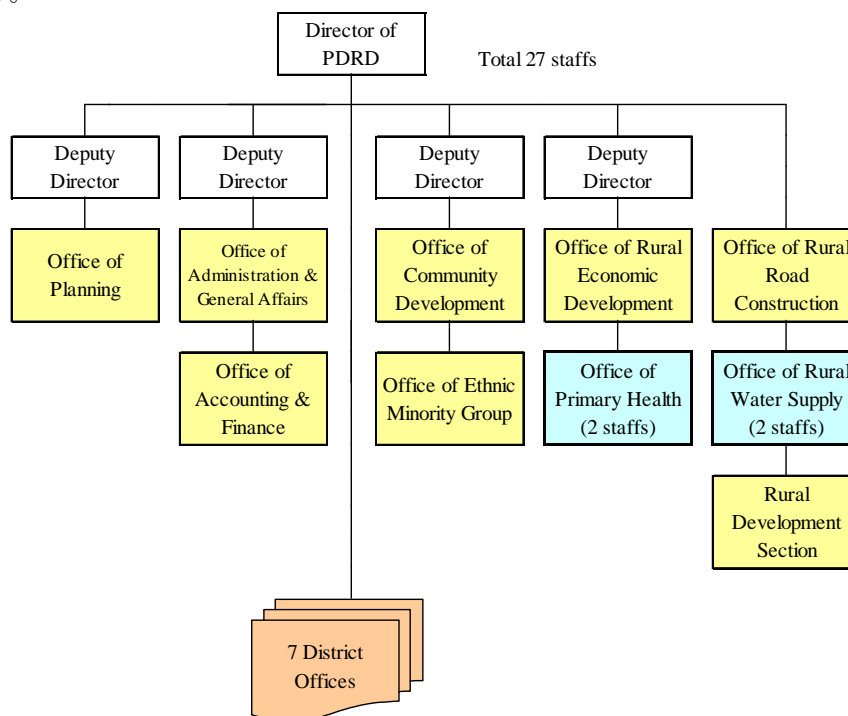 Director of
PDRD
Total 27 staffs
Deputy
Director
Deputy
Director
Deputy
Director
Deputy
Director
Office of
Planning
Office of
Administration &
General Affairs
Office of
Community
Development
Office of Rural
Economic
Development
Office of Rural
Road
Construction
Office of
Accounting &
Finance
Office of Ethnic
Minority Group
Office of
Primary Health
(2 staffs)
Office of Rural
Water Supply
(2 staffs)
Rural
Development
Section
7 District
Offices